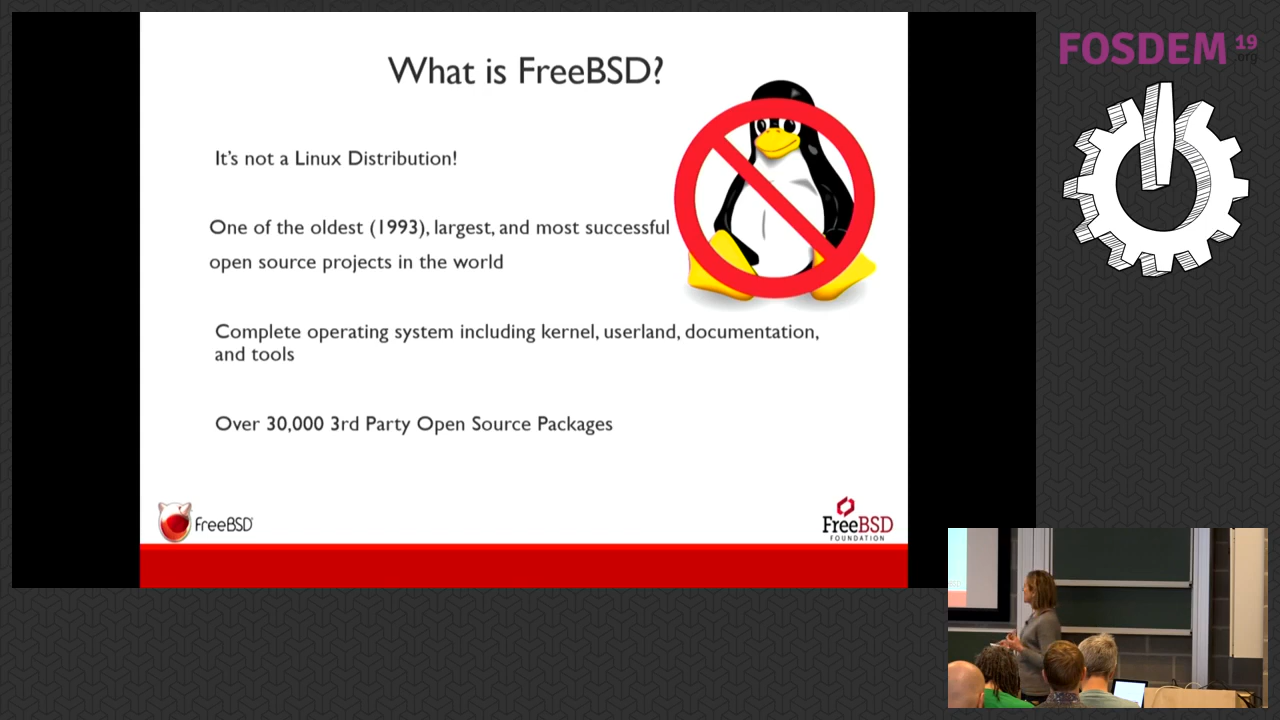 What is FreeBSD?
It's not a Linux Distribution!
One of the oldest (1993), largest, and most successful
open source projects in the world
Complete operating system including kernel, userland, documentation,
and tools
Over 30,000 3rd Party Open Source Packages
FreeBSD
FreeBSD
FOUNDATION
FOSDEM 19
.org